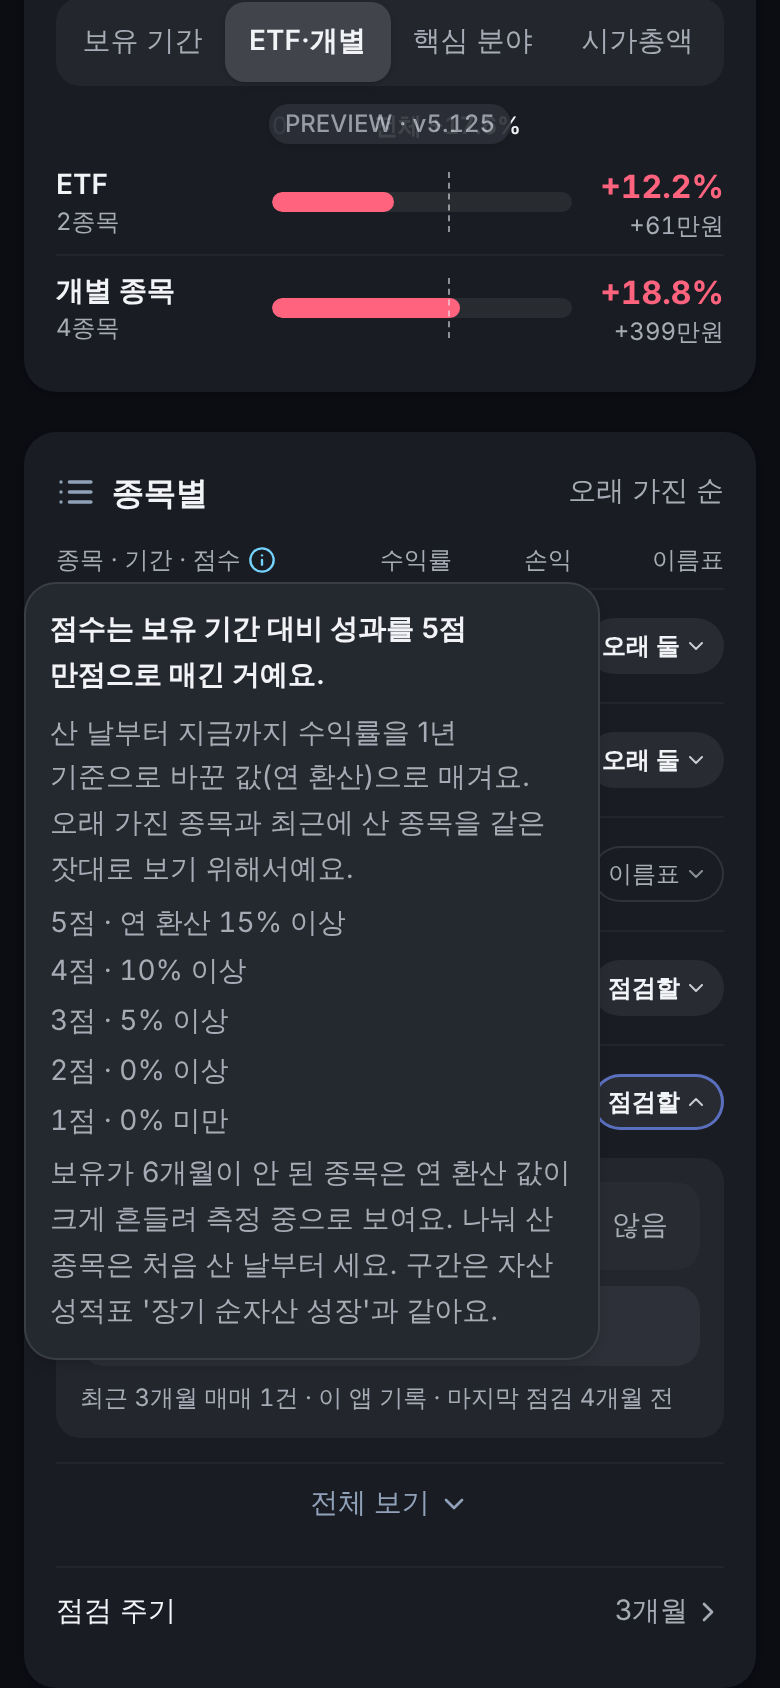 보유 기간 ETF·개별 핵심 분야 시가총액
PREVIEW · v5.125 %
ETF +12.2%
2종목 +61만원
개별 종목 +18.8%
4종목 +399만원
종목별 오래 가진 순
종목 · 기간 · 점수 수익률 손익 이름표
점수는 보유 기간 대비 성과를 5점
만점으로 매긴 거예요.
산 날부터 지금까지 수익률을 1년
기준으로 바꾼 값(연 환산)으로 매겨요.
오래 가진 종목과 최근에 산 종목을 같은
잣대로 보기 위해서예요.
5점 · 연 환산 15% 이상
4점 · 10% 이상
3점 · 5% 이상
2점 · 0% 이상
1점 · 0% 미만
보유가 6개월이 안 된 종목은 연 환산 값이
크게 흔들려 측정 중으로 보여요. 나눠 산
종목은 처음 산 날부터 세요. 구간은 자산
성적표 '장기 순자산 성장'과 같아요.
오래 둘
오래 둘
이름표
점검할
점검할
않음
최근 3개월 매매 1건 · 이 앱 기록 · 마지막 점검 4개월 전
전체 보기
점검 주기 3개월